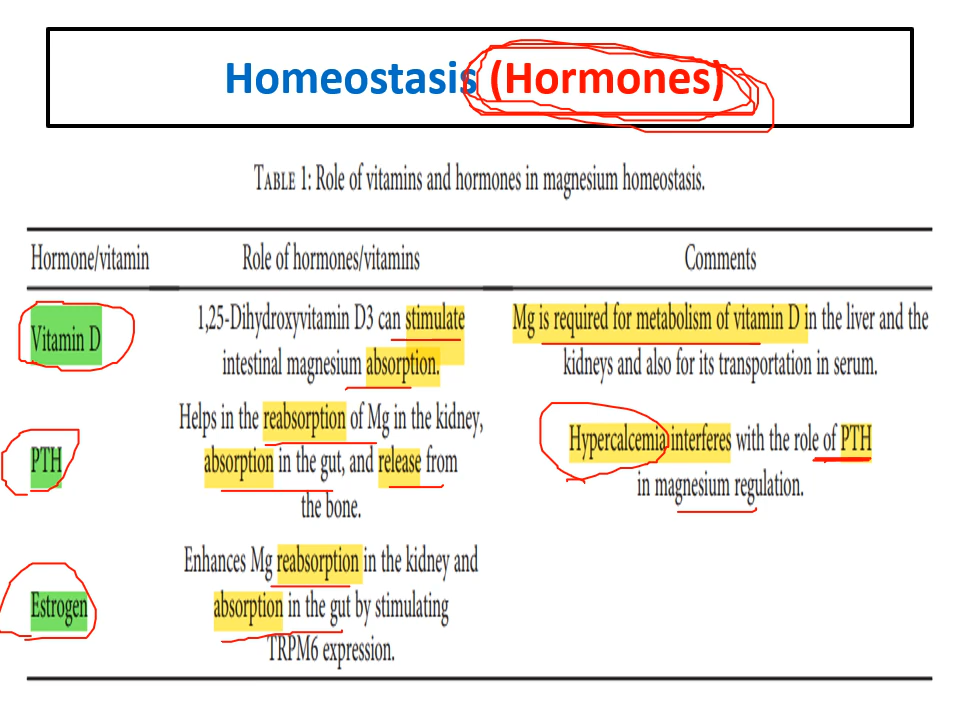 Homeostasis (Hormones)
TABLE 1: Role of vitamins and hormones in magnesium homeostasis.
Hormone/vitamin Role of hormones/vitamins Comments
Vitamin D
1,25-Dihydroxyvitamin D3 can stimulate
intestinal magnesium absorption.
Mg is required for metabolism of vitamin D in the liver and the
kidneys and also for its transportation in serum.
PTH
Helps in the reabsorption of Mg in the kidney,
absorption in the gut, and release from
the bone.
Hypercalcemia interferes with the role of PTH
in magnesium regulation.
Estrogen
Enhances Mg reabsorption in the kidney and
absorption in the gut by stimulating
TRPM6 expression.